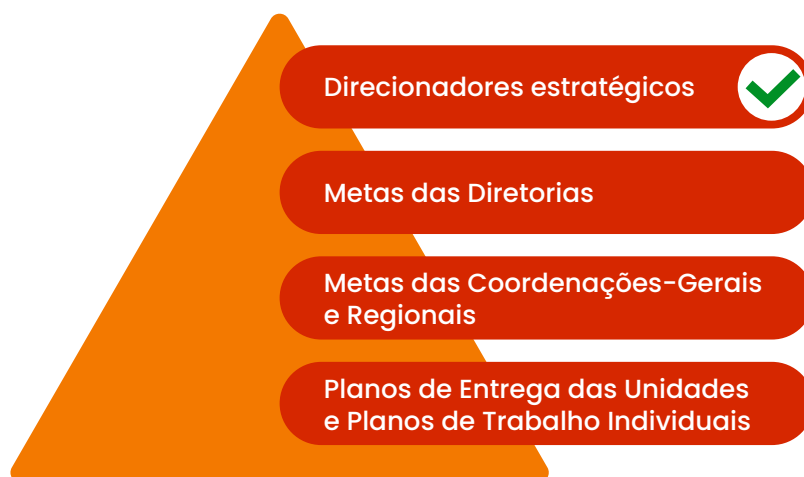 Direcionadores estratégicos
Metas das Diretorias
Metas das Coordenações-Gerais
e Regionais
Planos de Entrega das Unidades
e Planos de Trabalho Individuais